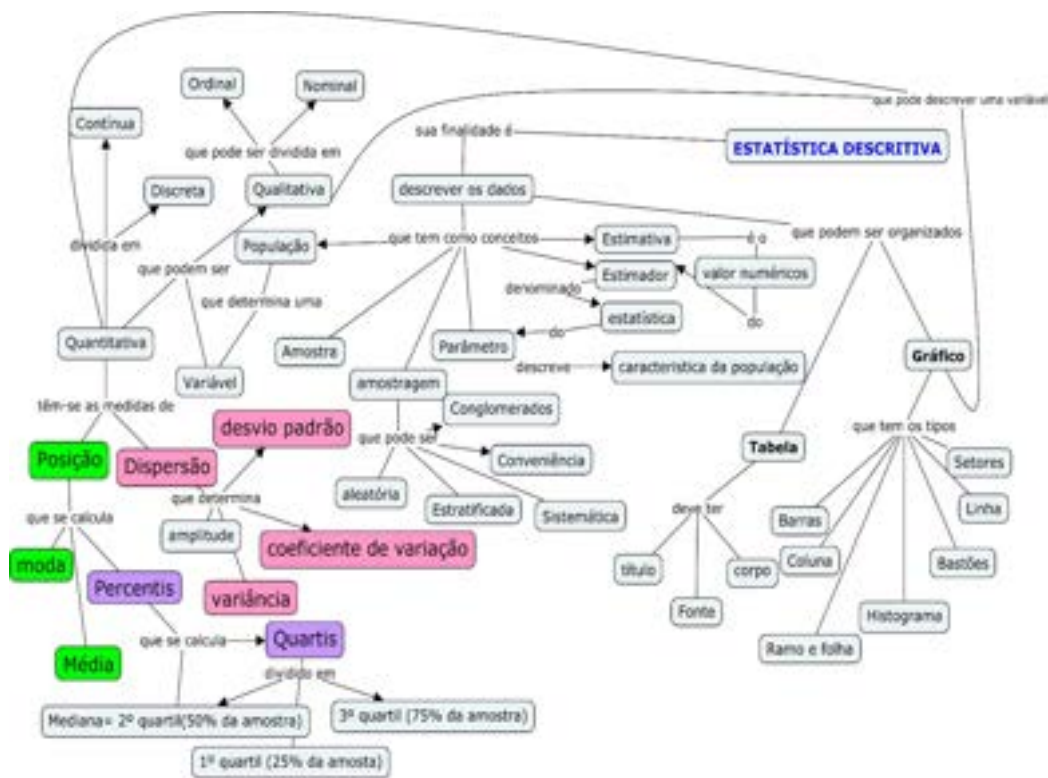 Ordinal
Nominal
que pode descrever uma variável
Contínua
sua finalidade é
ESTATÍSTICA DESCRITIVA
que pode ser dividida em
Discreta
Qualitativa
descrever os dados
dividida em
População
que tem como conceitos
Estimativa
é o
que podem ser organizados
que podem ser
Estimador
valor numéricos
que determina uma
denominado
estatística
do
do
Quantitativa
Amostra
Parâmetro
Gráfico
Variável
descreve
característica da população
amostragem
têm-se as medidas de
Conglomerados
desvio padrão
que pode ser
que tem os tipos
Posição
Dispersão
Conveniência
Tabela
Setores
que determina
aleatória
Estratificada
Sistemática
Linha
que se calcula
amplitude
deve ter
Barras
coeficiente de variação
Coluna
Bastões
moda
Percentis
variância
título
corpo
Fonte
Histograma
que se calcula
Quartis
Ramo e folha
Média
dividido em
Mediana= 2º quartil(50% da amostra)
3º quartil (75% da amostra)
1º quartil (25% da amosta)